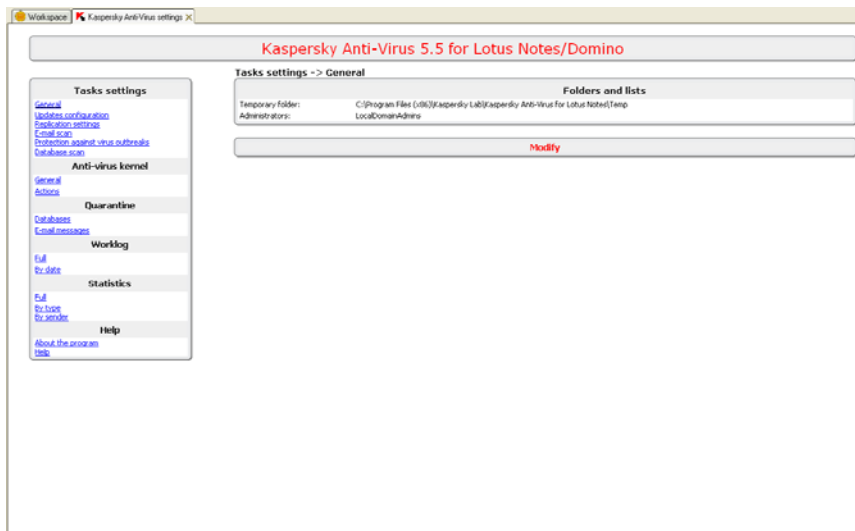 Workspace
Kaspersky Anti-Virus settings
Kaspersky Anti-Virus 5.5 for Lotus Notes/Domino
Tasks settings
General
Updates configuration
Replication settings
E-mail scan
Protection against virus outbreaks
Database scan
Anti-virus kernel
General
Actions
Quarantine
Databases
E-mail messages
Worklog
Full
By date
Statistics
Full
By type
By sender
Help
About the program
Help
Tasks settings -> General
Folders and lists
Temporary folder: C:\Program Files (x86)\Kaspersky Lab\Kaspersky Anti-Virus for Lotus Notes\Temp
Administrators: LocalDomainAdmins
Modify